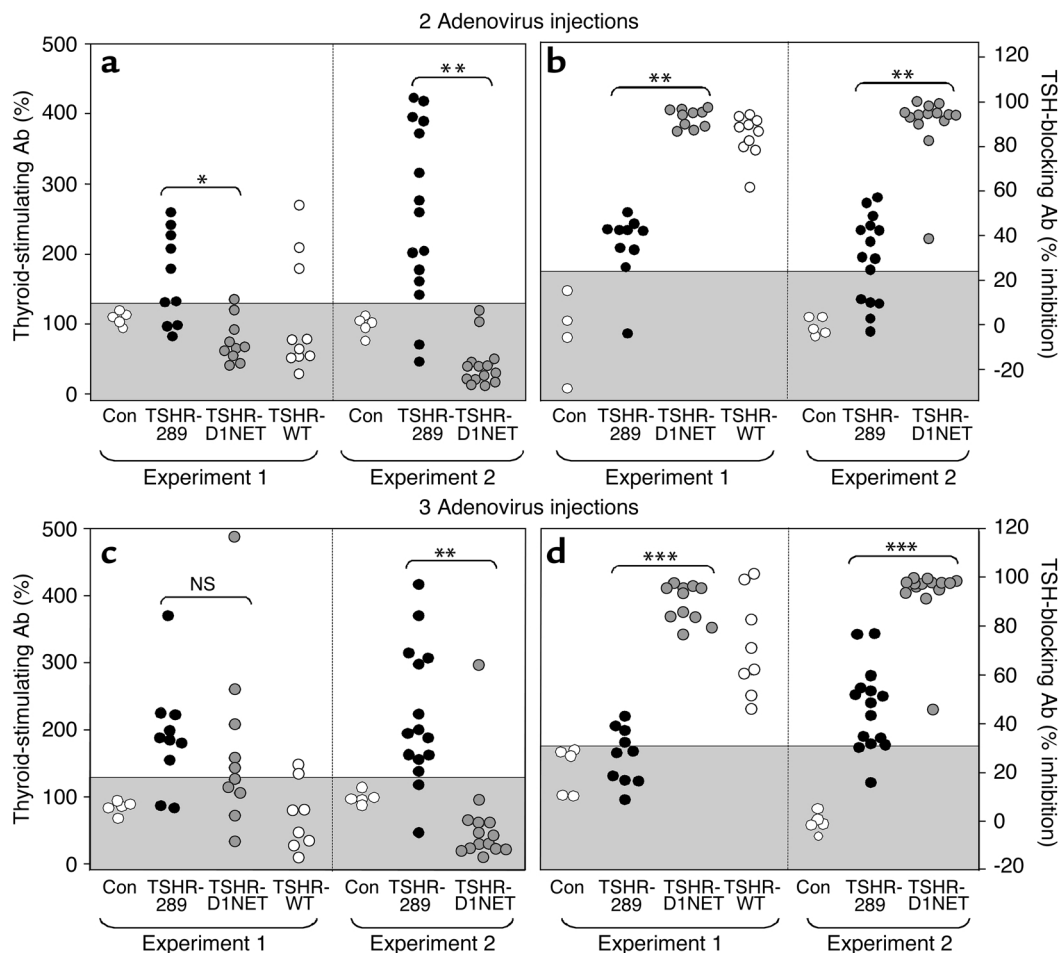 2 Adenovirus injections
a
b
Thyroid-stimulating Ab (%)
500
400
300
200
100
0
*
**
**
**
120
100
80
60
40
20
0
-20
TSH-blocking Ab (% inhibition)
Con TSHR-289 TSHR-D1NET TSHR-WT
Con TSHR-289 TSHR-D1NET
Con TSHR-289 TSHR-D1NET TSHR-WT
Con TSHR-289 TSHR-D1NET
Experiment 1
Experiment 2
Experiment 1
Experiment 2
3 Adenovirus injections
c
d
Thyroid-stimulating Ab (%)
500
400
300
200
100
0
NS
**
***
***
120
100
80
60
40
20
0
-20
TSH-blocking Ab (% inhibition)
Con TSHR-289 TSHR-D1NET TSHR-WT
Con TSHR-289 TSHR-D1NET
Con TSHR-289 TSHR-D1NET TSHR-WT
Con TSHR-289 TSHR-D1NET
Experiment 1
Experiment 2
Experiment 1
Experiment 2